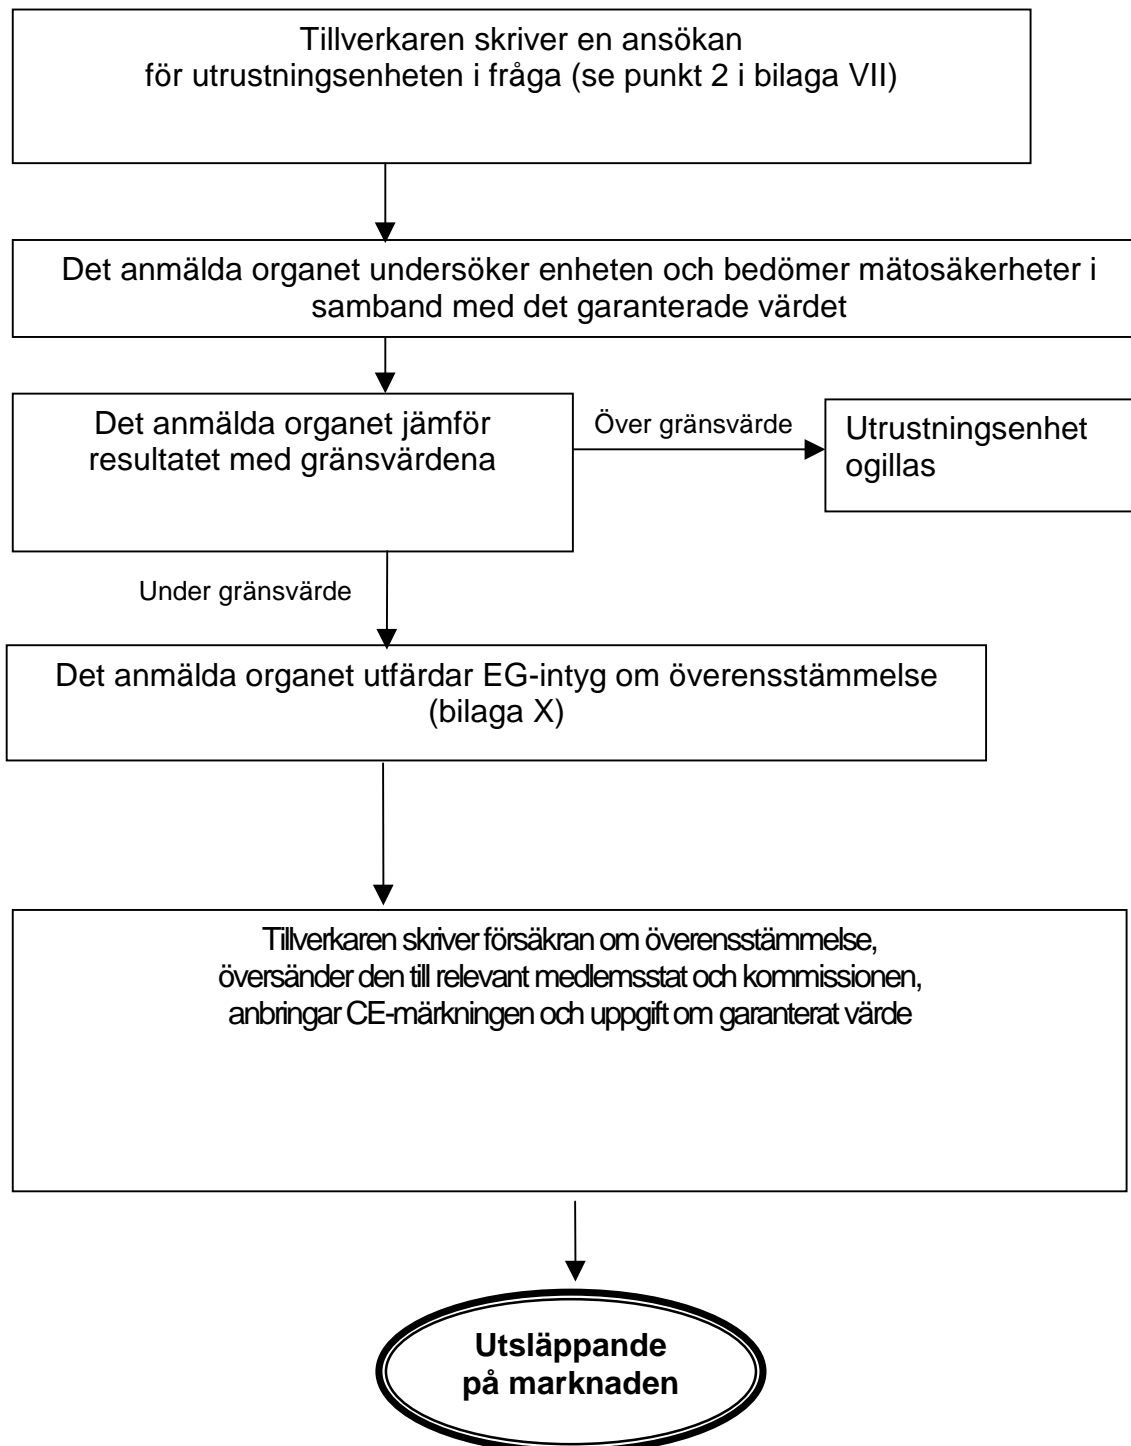 Tillverkaren skriver en ansökan
för utrustningsenheten i fråga (se punkt 2 i bilaga VII)
Det anmälda organet undersöker enheten och bedömer mätosäkerheter i
samband med det garanterade värdet
Det anmälda organet jämför
resultatet med gränsvärdena
Över gränsvärde
Utrustningsenhet
ogillas
Under gränsvärde
Det anmälda organet utfärdar EG-intyg om överensstämmelse
(bilaga X)
Tillverkaren skriver försäkran om överensstämmelse,
översänder den till relevant medlemsstat och kommissionen,
anbringar CE-märkningen och uppgift om garanterat värde
Utsläppande
på marknaden